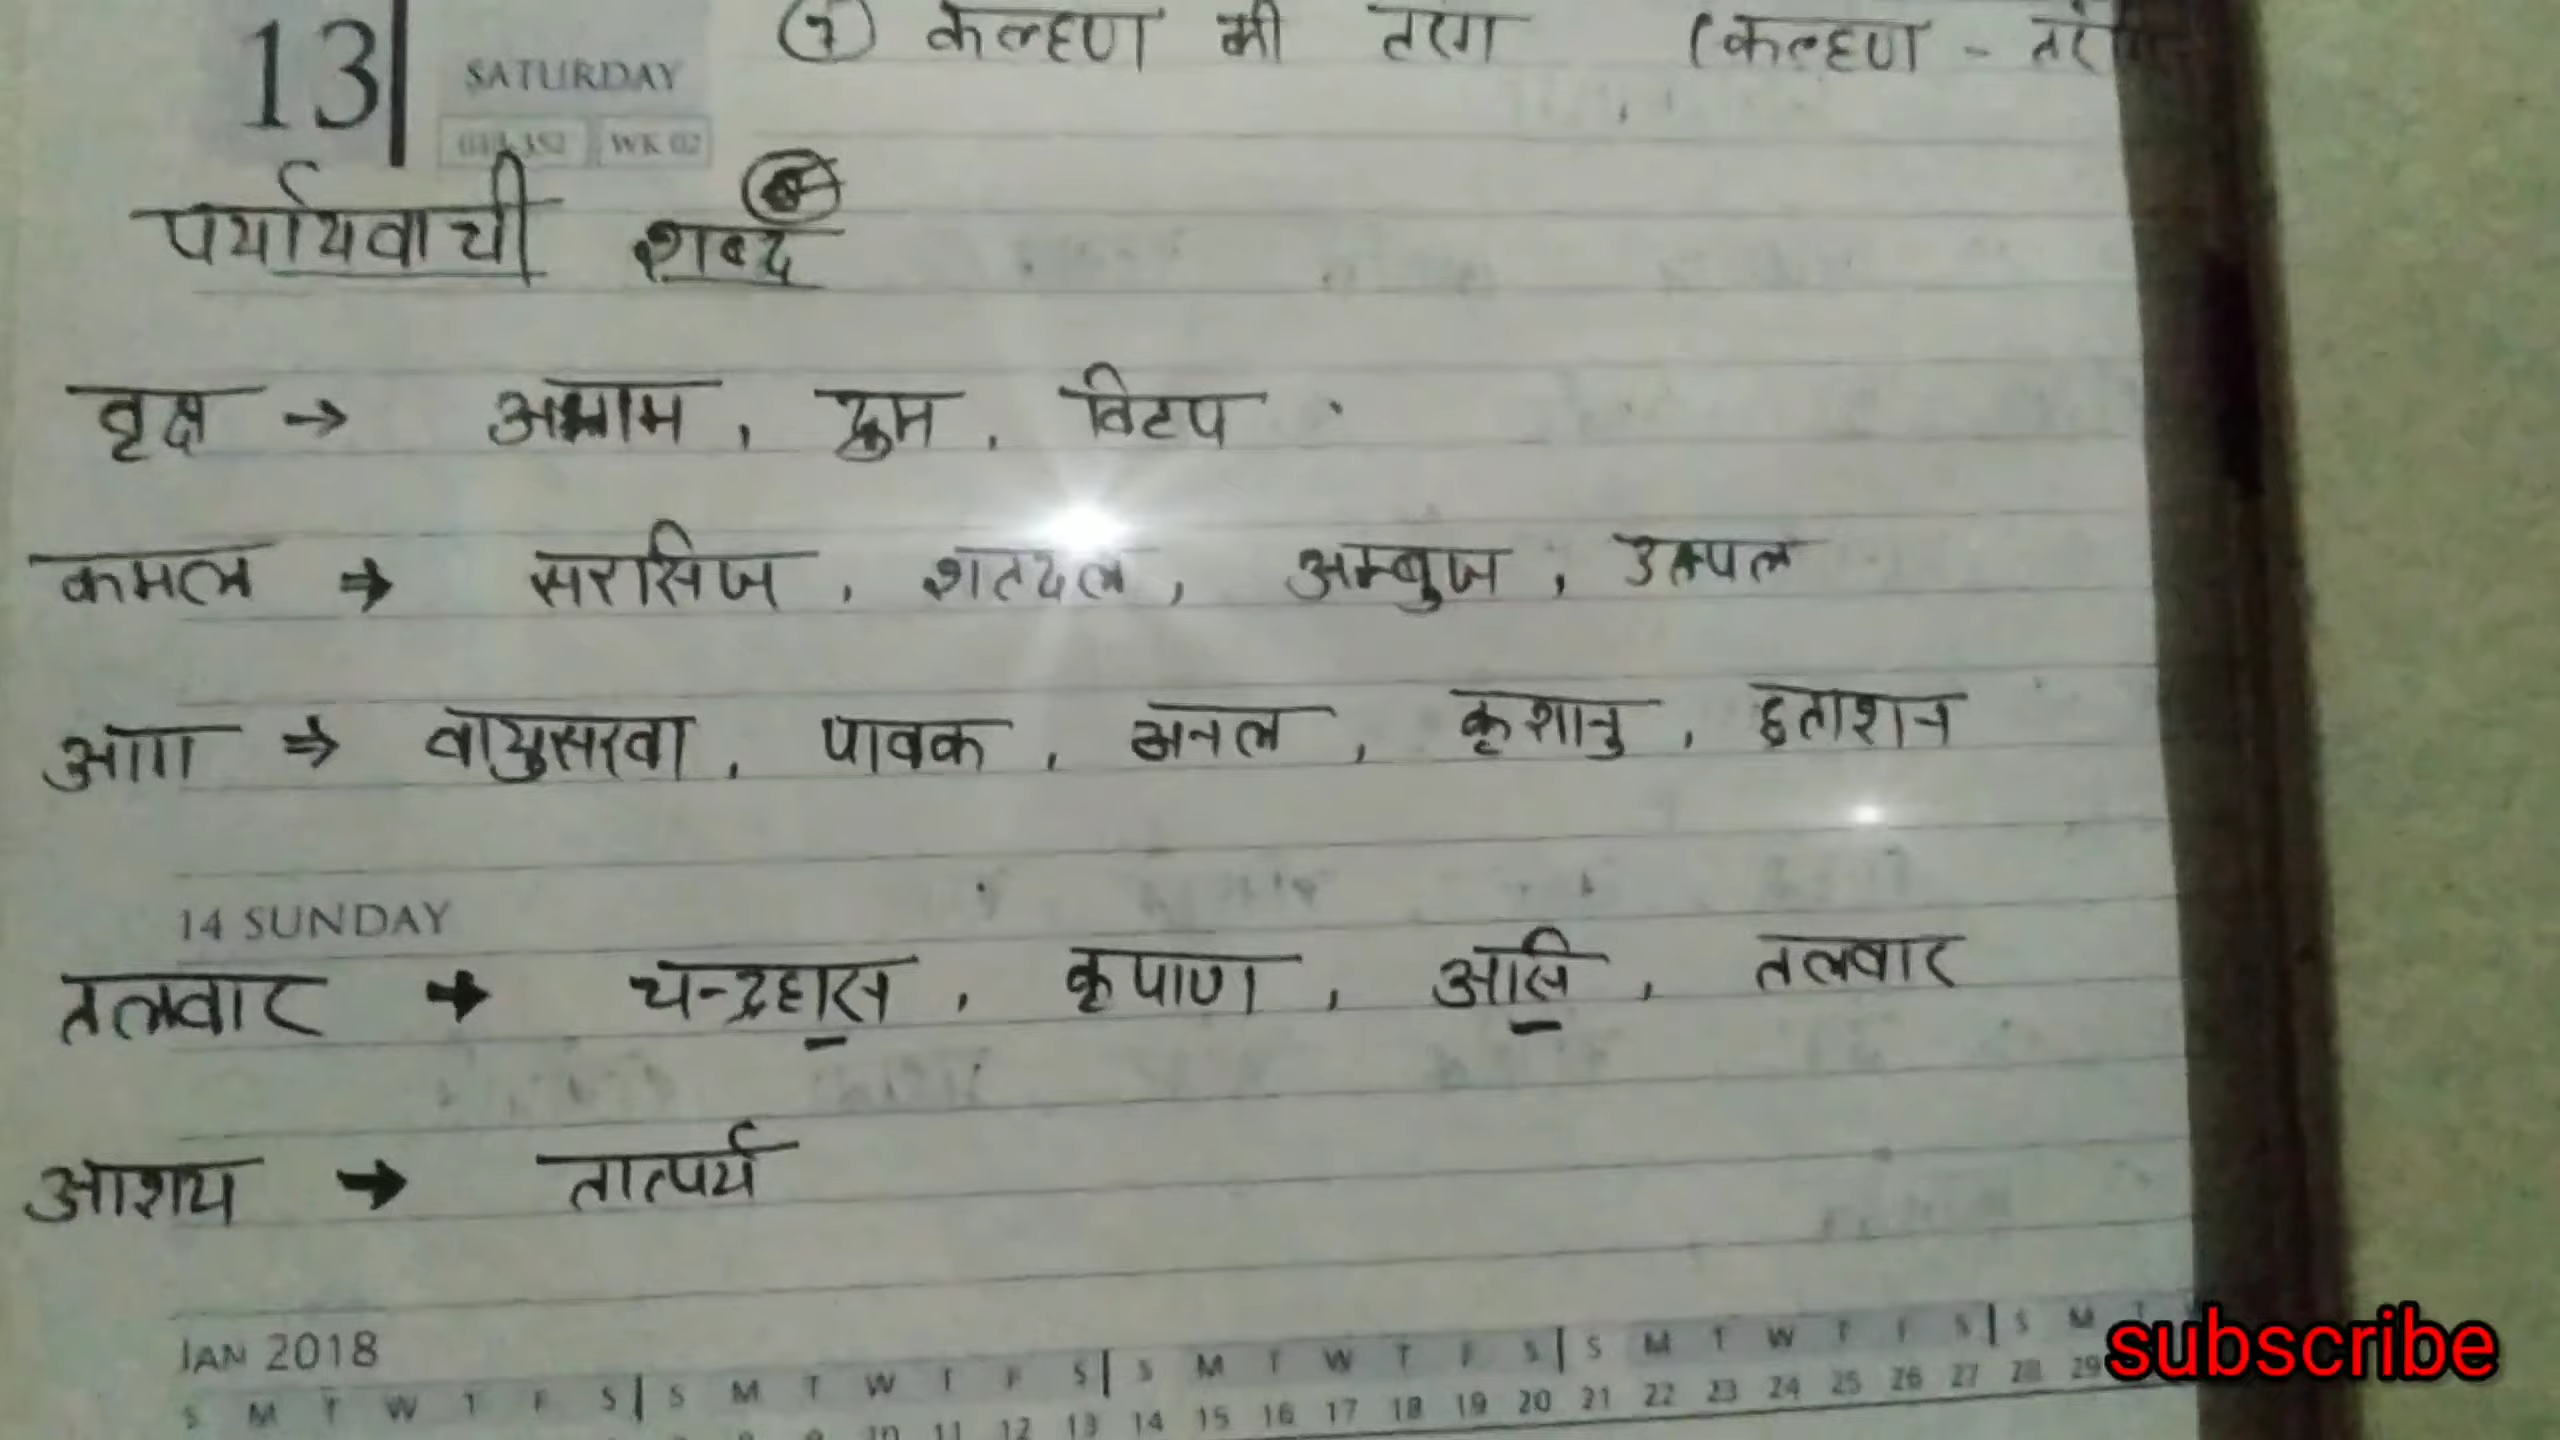 13 SATURDAY
013-352 WK 02
7 कल्हण की तरंग (कल्हण -
पर्यायवाची शब्द
वृक्ष → द्रुम, विटप
कमल ⇒ सरसिज, शतदल, अम्बुज, उत्पल
आग ⇒ वायुसखा, पावक, अनल, कृशानु, हुताशन
14 SUNDAY
तलवार → चन्द्रहास, कृपाण, असि, तलवार
आशय → तात्पर्य
JAN 2018
S M T W T F S | S M T W T F S | S M T W T F S | S M T W T F S | S M T
10 11 12 13 14 15 16 17 18 19 20 21 22 23 24 25 26 27 28 29
subscribe